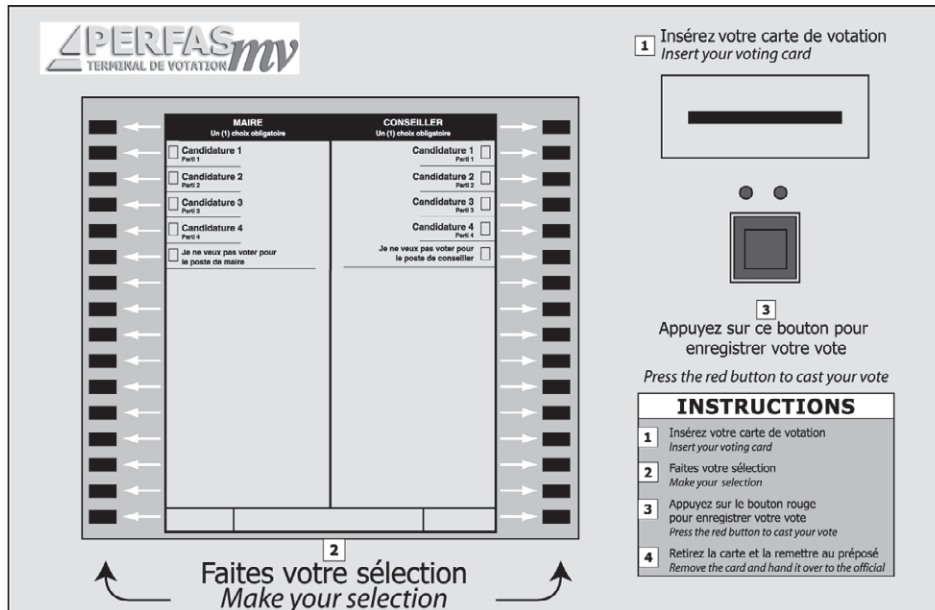 PERFAS mv
TERMINAL DE VOTATION
MAIRE
Un (1) choix obligatoire
Candidature 1
Parti 1
Candidature 2
Parti 2
Candidature 3
Parti 3
Candidature 4
Parti 4
Je ne veux pas voter pour
le poste de maire
CONSEILLER
Un (1) choix obligatoire
Candidature 1
Parti 1
Candidature 2
Parti 2
Candidature 3
Parti 3
Candidature 4
Parti 4
Je ne veux pas voter pour
le poste de conseiller
2
Faites votre sélection
Make your selection
1 Insérez votre carte de votation
Insert your voting card
3
Appuyez sur ce bouton pour
enregistrer votre vote
Press the red button to cast your vote
INSTRUCTIONS
1 Insérez votre carte de votation
Insert your voting card
2 Faites votre sélection
Make your selection
3 Appuyez sur le bouton rouge
pour enregistrer votre vote
Press the red button to cast your vote
4 Retirez la carte et la remettre au préposé
Remove the card and hand it over to the official